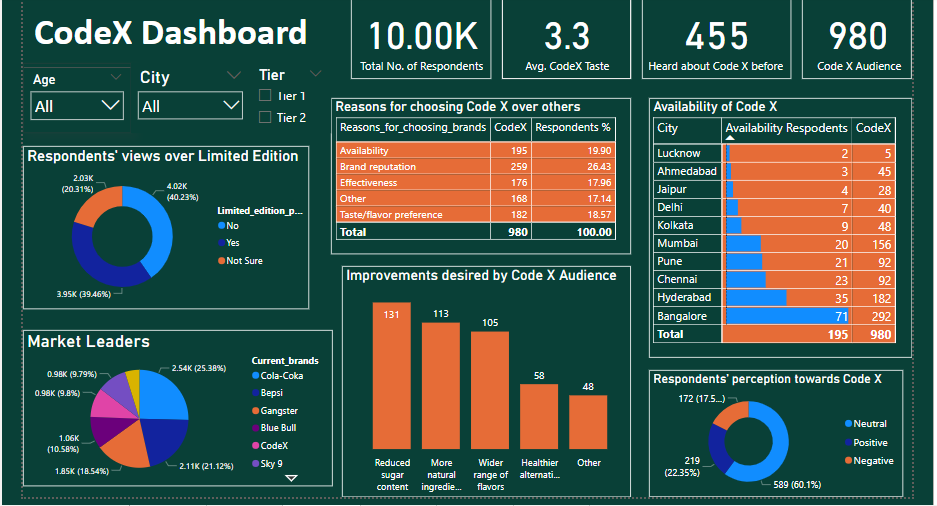 CodeX Dashboard
10.00K
Total No. of Respondents
3.3
Avg. CodeX Taste
455
Heard about Code X before
980
Code X Audience
Age
All
City
All
Tier
Tier 1
Tier 2
Respondents' views over Limited Edition
2.03K
(20.31%)
4.02K
(40.23%)
3.95K (39.46%)
Limited_edition_p...
No
Yes
Not Sure
Reasons for choosing Code X over others
Reasons_for_choosing_brands CodeX Respondents %
Availability 195 19.90
Brand reputation 259 26.43
Effectiveness 176 17.96
Other 168 17.14
Taste/flavor preference 182 18.57
Total 980 100.00
Availability of Code X
City Availability Respodents CodeX
Lucknow 2 5
Ahmedabad 3 45
Jaipur 4 28
Delhi 7 40
Kolkata 9 48
Mumbai 20 156
Pune 21 92
Chennai 23 92
Hyderabad 35 182
Bangalore 71 292
Total 195 980
Market Leaders
0.98K (9.79%)
0.98K (9.8%)
1.06K
(10.58%)
1.85K (18.54%)
2.11K (21.12%)
2.54K (25.38%)
Current_brands
Cola-Coka
Bepsi
Gangster
Blue Bull
CodeX
Sky 9
Improvements desired by Code X Audience
131
113
105
58
48
Reduced sugar content
More natural ingredie...
Wider range of flavors
Healthier alternati...
Other
Respondents' perception towards Code X
172 (17.5...)
219
(22.35%)
589 (60.1%)
Neutral
Positive
Negative